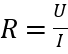 R = U/I